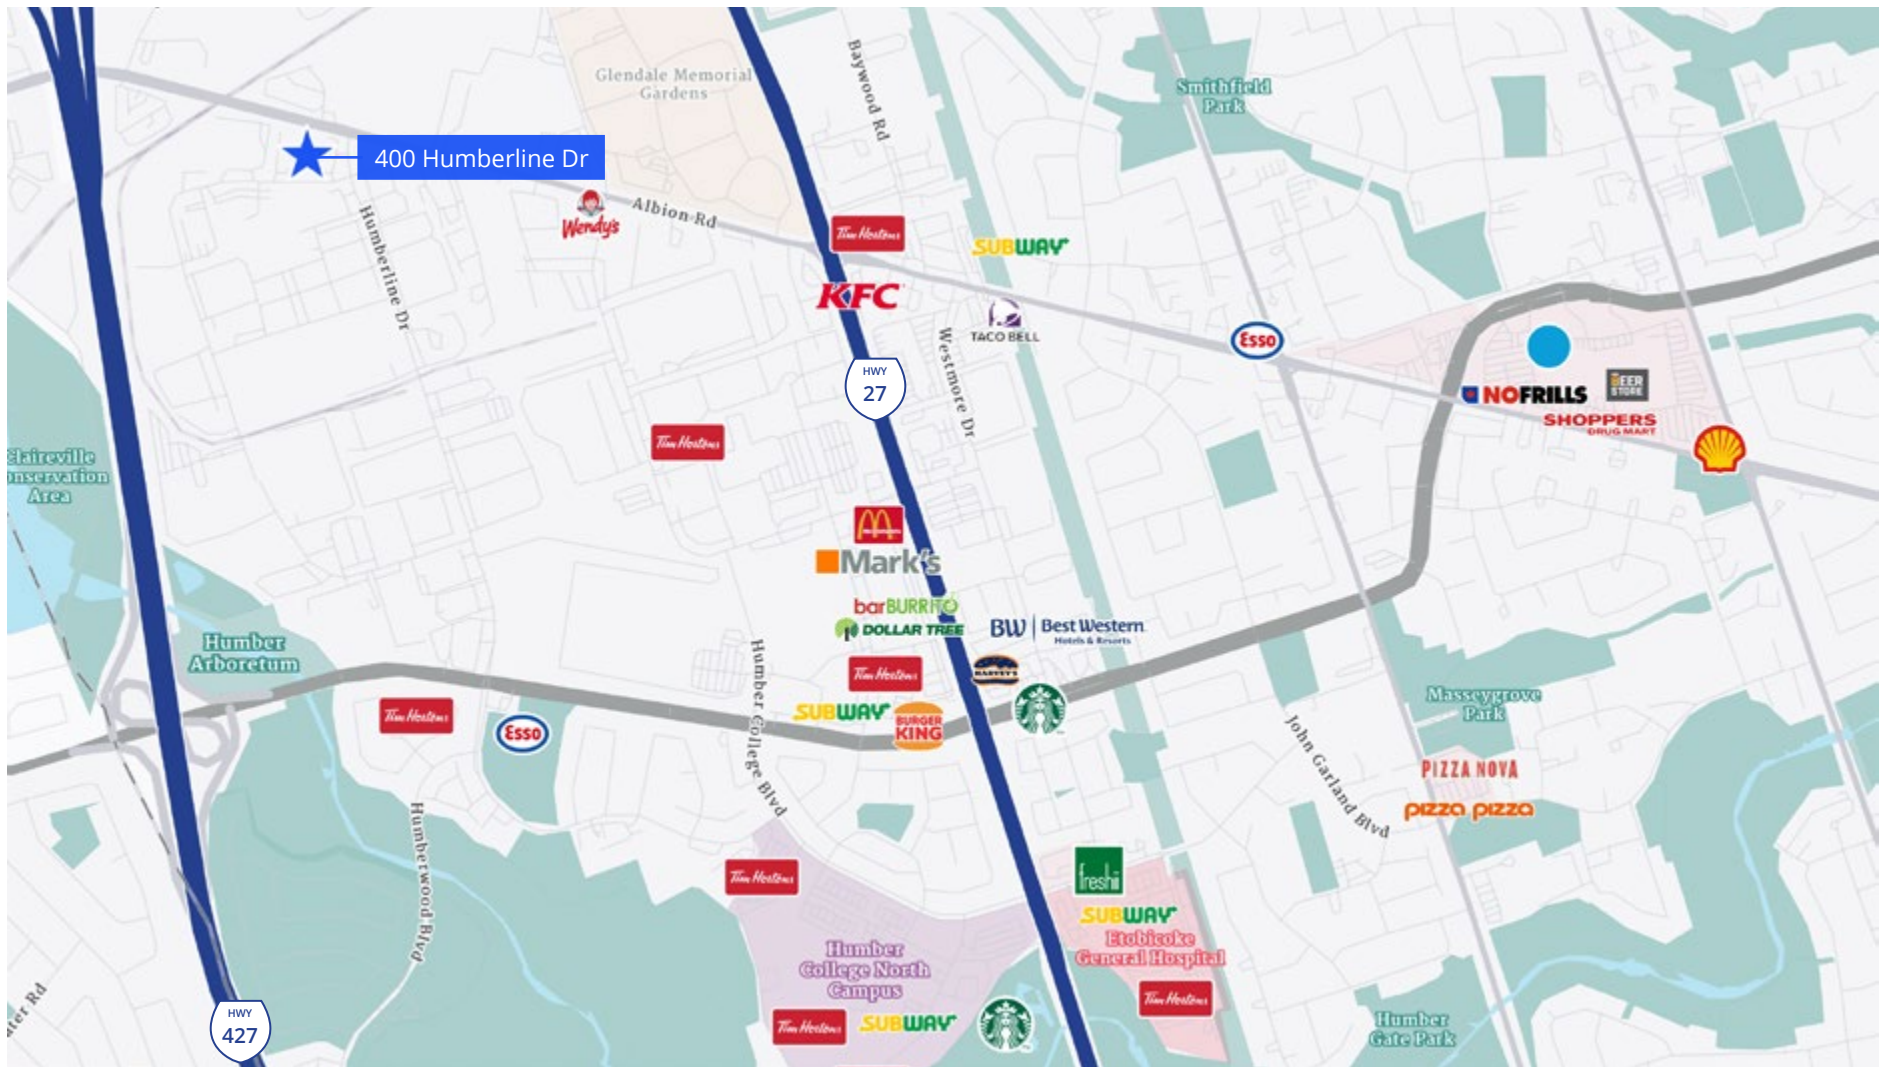 Glendale Memorial
Gardens
Baywood Rd
Smithfield
Park
400 Humberline Dr
Wendy's
Albion Rd
Humberline Dr
Tim Hortons
SUBWAY
KFC
TACO BELL
Esso
Westmore Dr
HWY
27
NOFRILLS
BEER
STORE
SHOPPERS
DRUG MART
Tim Hortons
Claireville
Conservation
Area
Mark's
barBURRITO
DOLLAR TREE
BW
Best Western
Hotels & Resorts
Humber
Arboretum
Tim Hortons
HARVEY'S
Humber College Blvd
Tim Hortons
SUBWAY
BURGER
KING
Esso
Masseygrove
Park
John Garland Blvd
PIZZA NOVA
pizza pizza
Humberwood Blvd
Tim Hortons
freshii
SUBWAY
Etobicoke
General Hospital
Humber
College North
Campus
Tim Hortons
Tim Hortons
SUBWAY
HWY
427
Humber
Gate Park